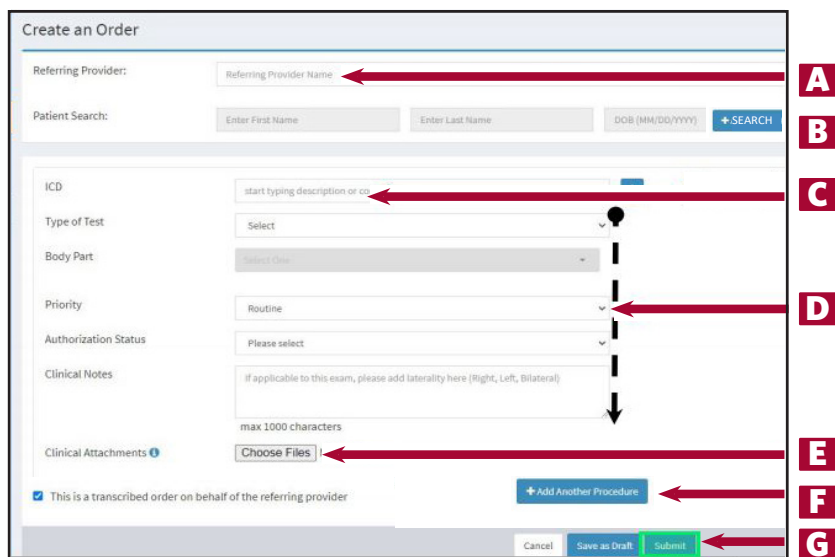 Create an Order
Referring Provider: Referring Provider Name A
Patient Search: Enter First Name Enter Last Name DOB (MM/DD/YYYY) +SEARCH B
ICD start typing description or co C
Type of Test Select
Body Part Select One
Priority Routine D
Authorization Status Please select
Clinical Notes If applicable to this exam, please add laterality here (Right, Left, Bilateral)
max 1000 characters
Clinical Attachments Choose Files E
This is a transcribed order on behalf of the referring provider +Add Another Procedure F
Cancel Save as Draft Submit G